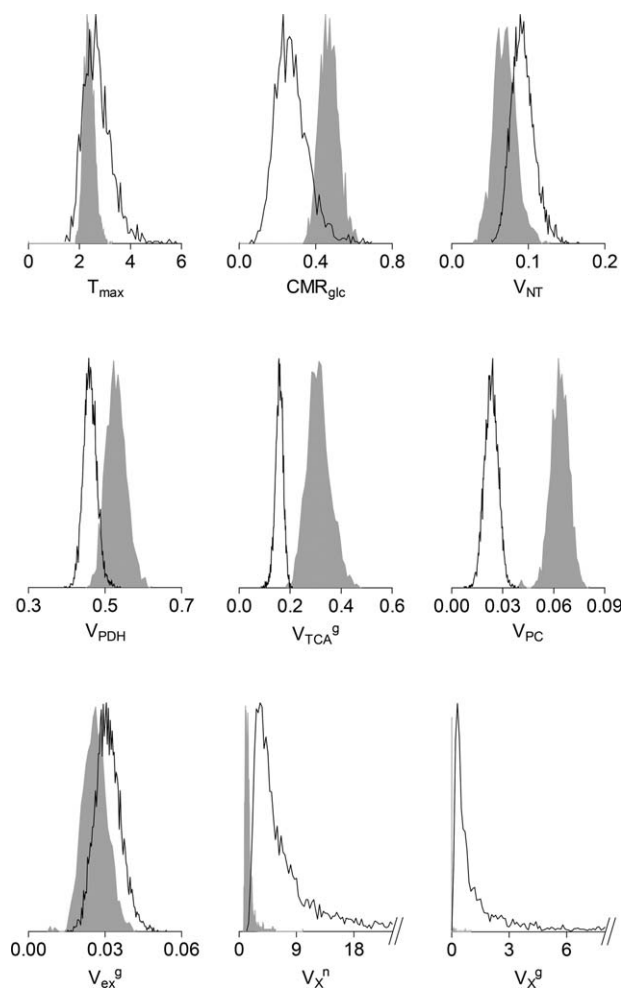 0 2 4 6
T_max
0.0 0.4 0.8
CMR_glc
0.0 0.1 0.2
V_NT
0.3 0.5 0.7
V_PDH
0.0 0.2 0.4 0.6
V_TCA^g
0.00 0.03 0.06 0.09
V_PC
0.00 0.03 0.06
V_ex^g
0 9 18
V_X^n
0 3 6
V_X^g